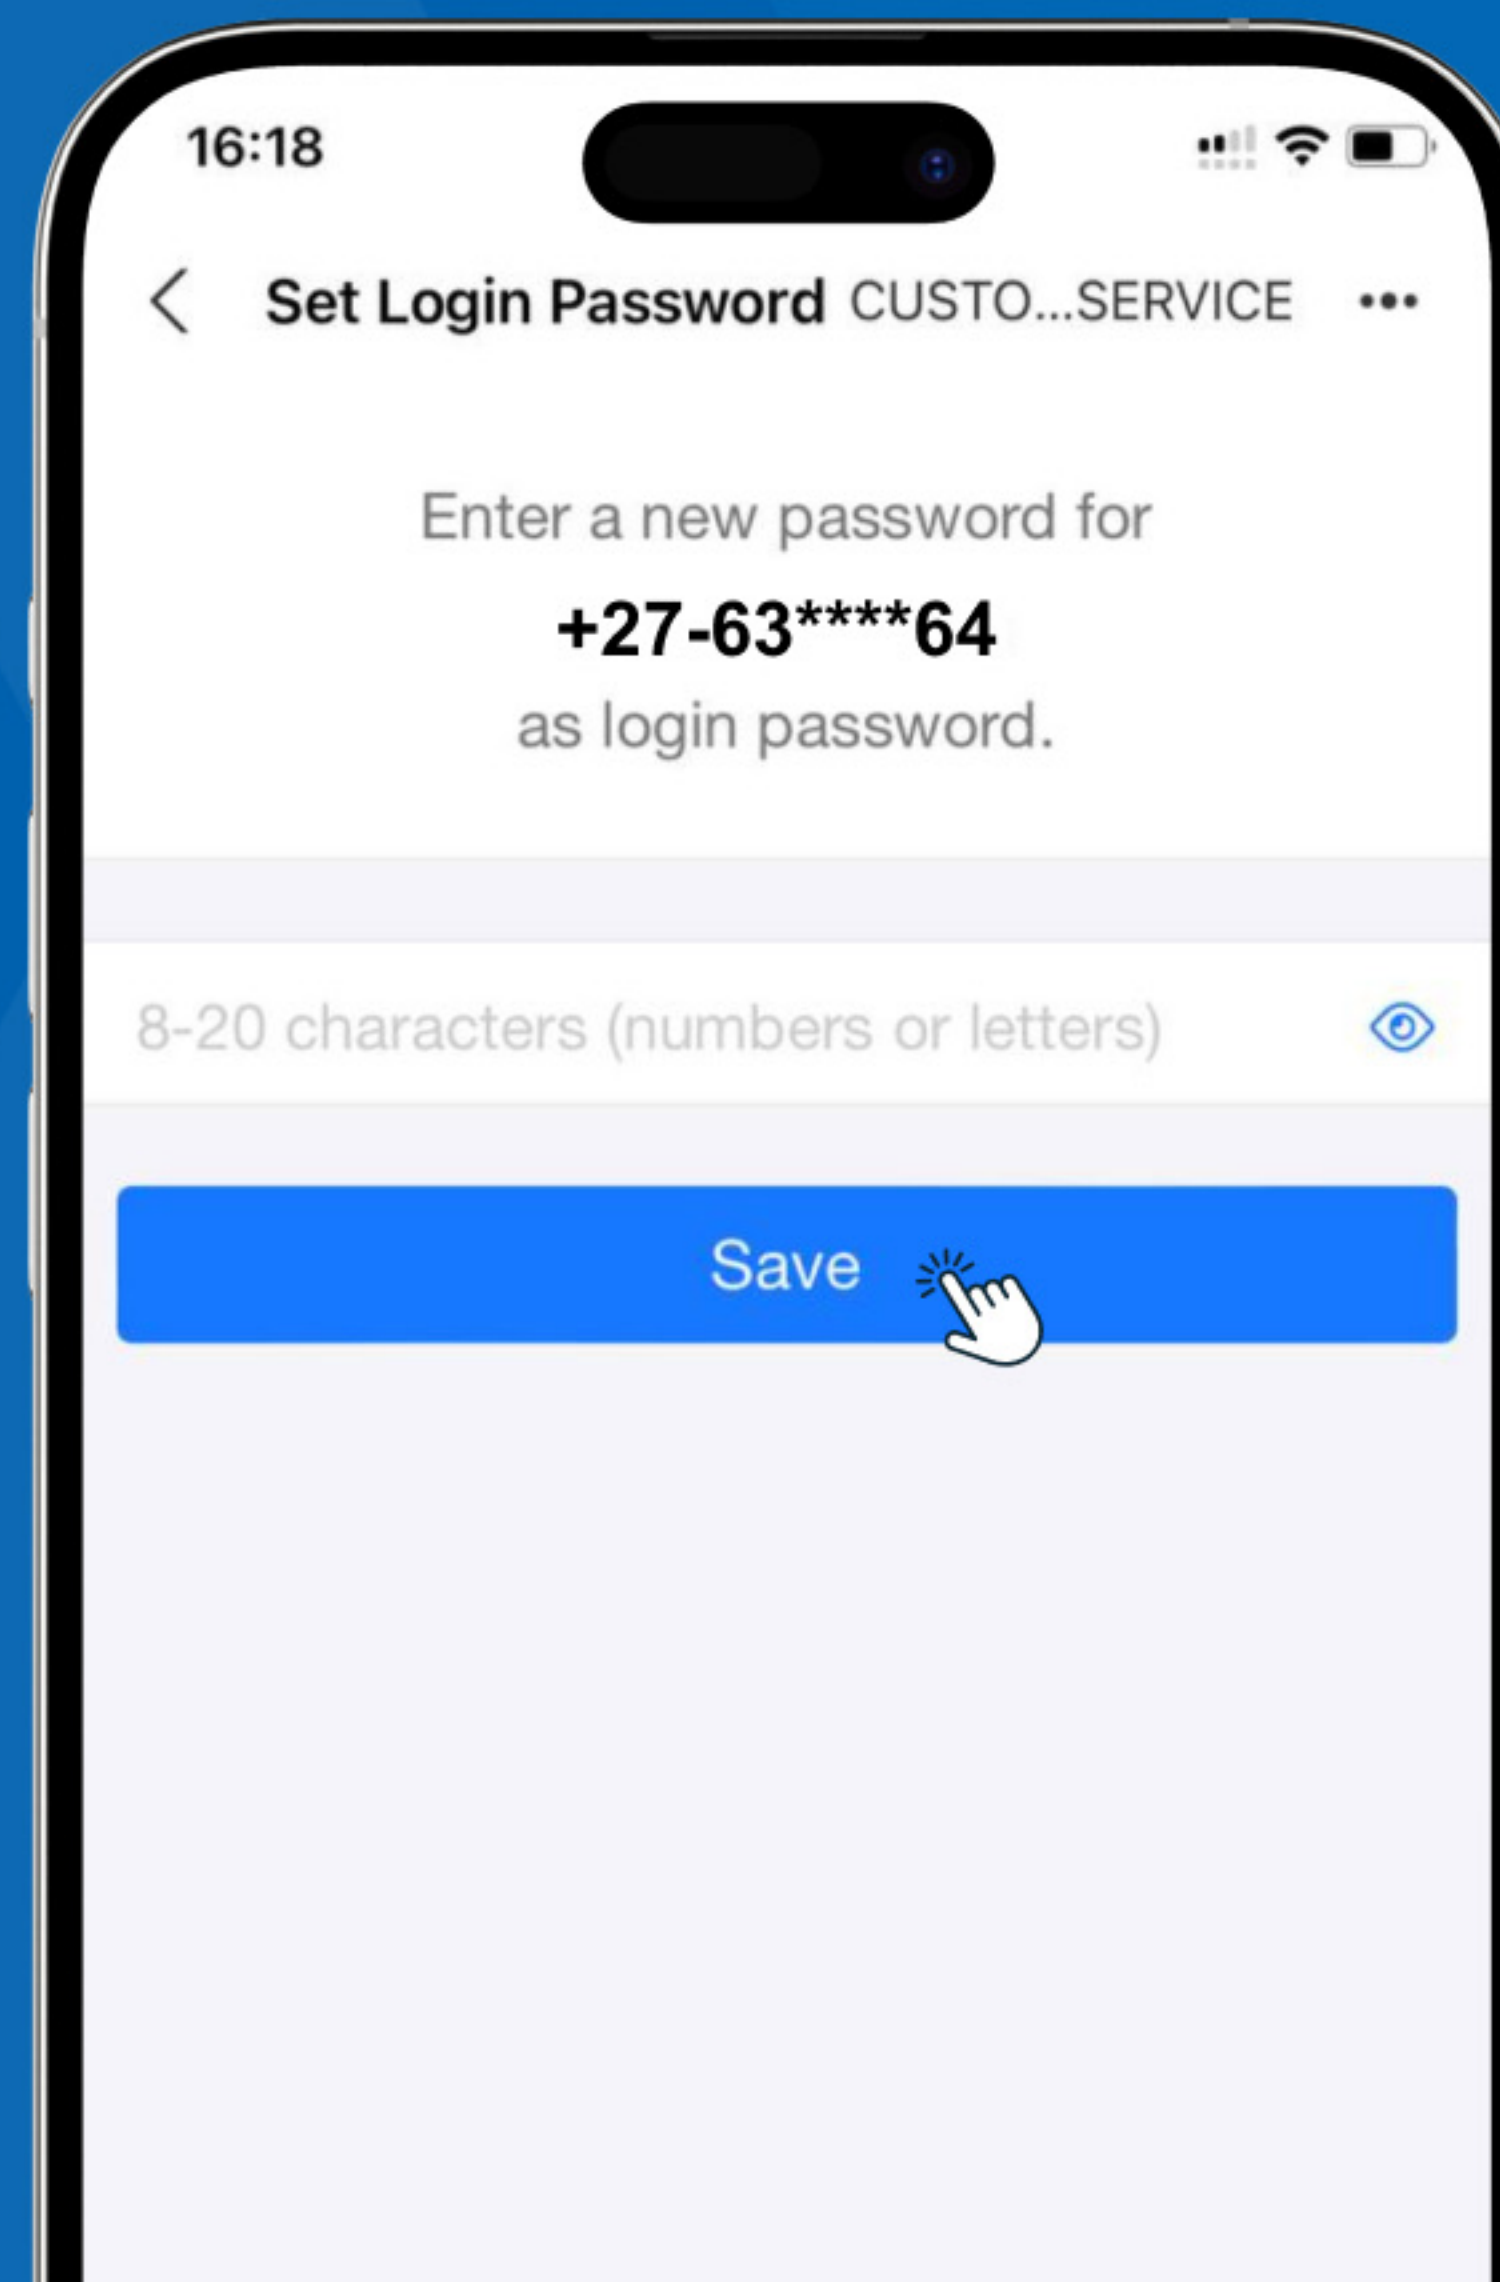 16:18
Set Login Password CUSTO...SERVICE •••
Enter a new password for
+27-63****64
as login password.
8-20 characters (numbers or letters)
Save